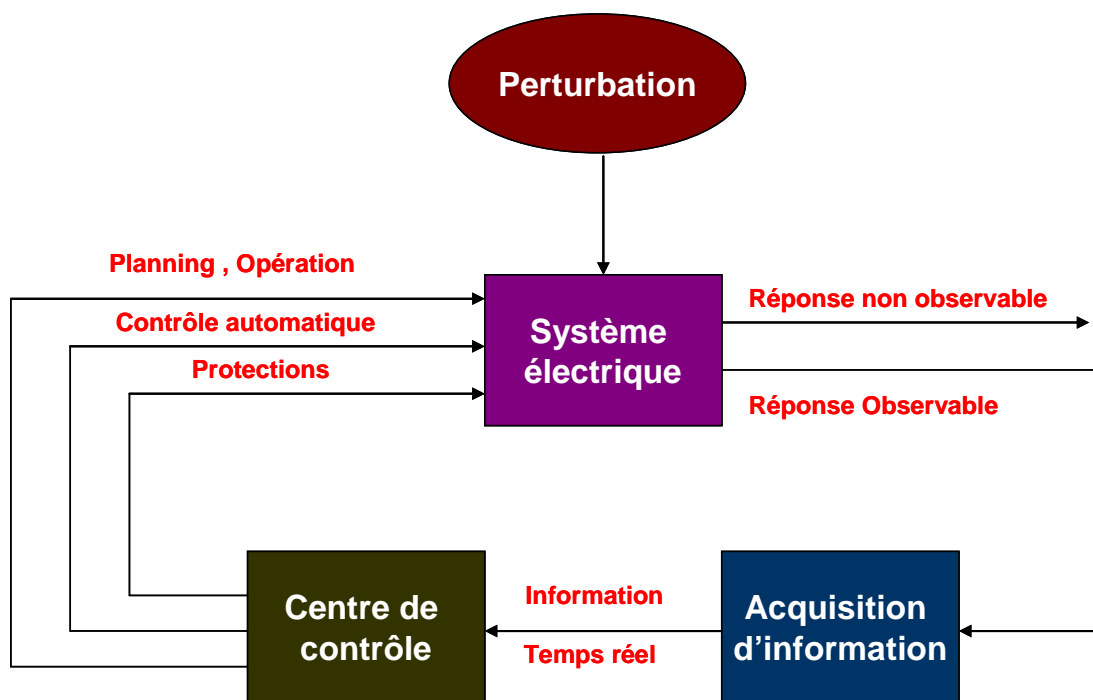 Perturbation
Planning , Opération
Contrôle automatique
Protections
Système
électrique
Réponse non observable
Réponse Observable
Centre de
contrôle
Information
Temps réel
Acquisition
d’information